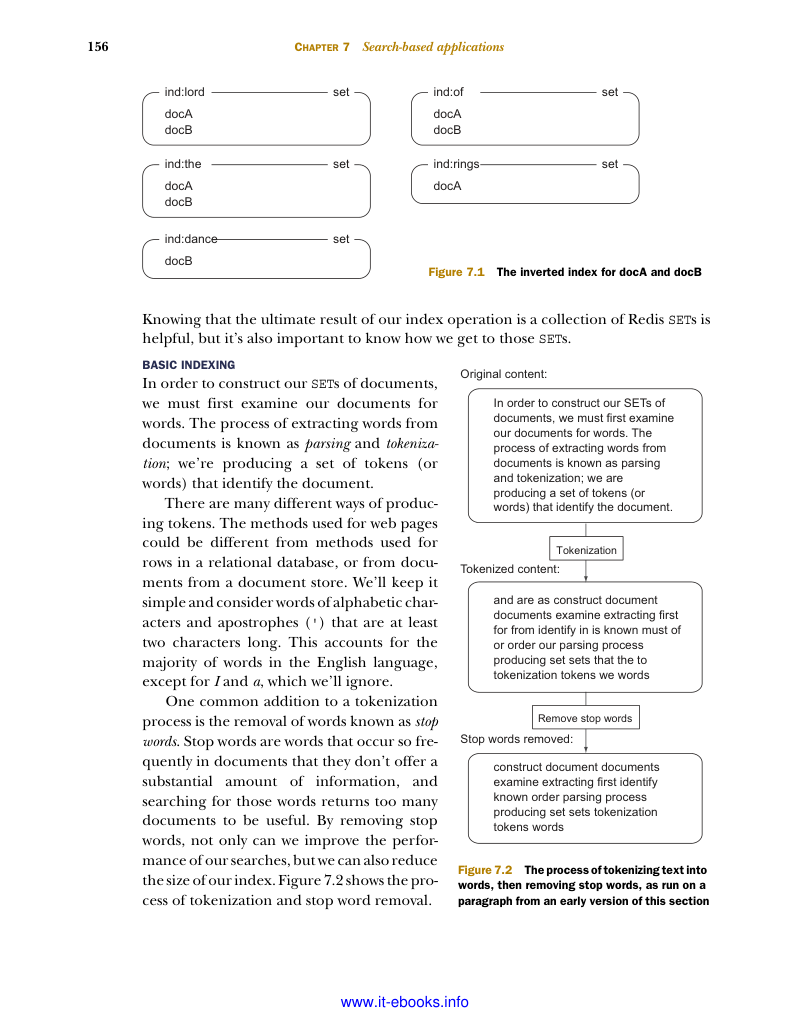 156
CHAPTER 7 Search-based applications
ind:lord set
docA
docB
ind:of set
docA
docB
ind:the set
docA
docB
ind:rings set
docA
ind:dance set
docB
Figure 7.1 The inverted index for docA and docB
Knowing that the ultimate result of our index operation is a collection of Redis SETs is
helpful, but it's also important to know how we get to those SETs.
BASIC INDEXING
In order to construct our SETs of documents,
we must first examine our documents for
words. The process of extracting words from
documents is known as parsing and tokeniza-
tion; we're producing a set of tokens (or
words) that identify the document.
There are many different ways of produc-
ing tokens. The methods used for web pages
could be different from methods used for
rows in a relational database, or from docu-
ments from a document store. We'll keep it
simple and consider words of alphabetic char-
acters and apostrophes (') that are at least
two characters long. This accounts for the
majority of words in the English language,
except for I and a, which we'll ignore.
One common addition to a tokenization
process is the removal of words known as stop
words. Stop words are words that occur so fre-
quently in documents that they don't offer a
substantial amount of information, and
searching for those words returns too many
documents to be useful. By removing stop
words, not only can we improve the perfor-
mance of our searches, but we can also reduce
the size of our index. Figure 7.2 shows the pro-
cess of tokenization and stop word removal.
Original content:
In order to construct our SETs of
documents, we must first examine
our documents for words. The
process of extracting words from
documents is known as parsing
and tokenization; we are
producing a set of tokens (or
words) that identify the document.
Tokenization
Tokenized content:
and are as construct document
documents examine extracting first
for from identify in is known must of
or order our parsing process
producing set sets that the to
tokenization tokens we words
Remove stop words
Stop words removed:
construct document documents
examine extracting first identify
known order parsing process
producing set sets tokenization
tokens words
Figure 7.2 The process of tokenizing text into
words, then removing stop words, as run on a
paragraph from an early version of this section
www.it-ebooks.info